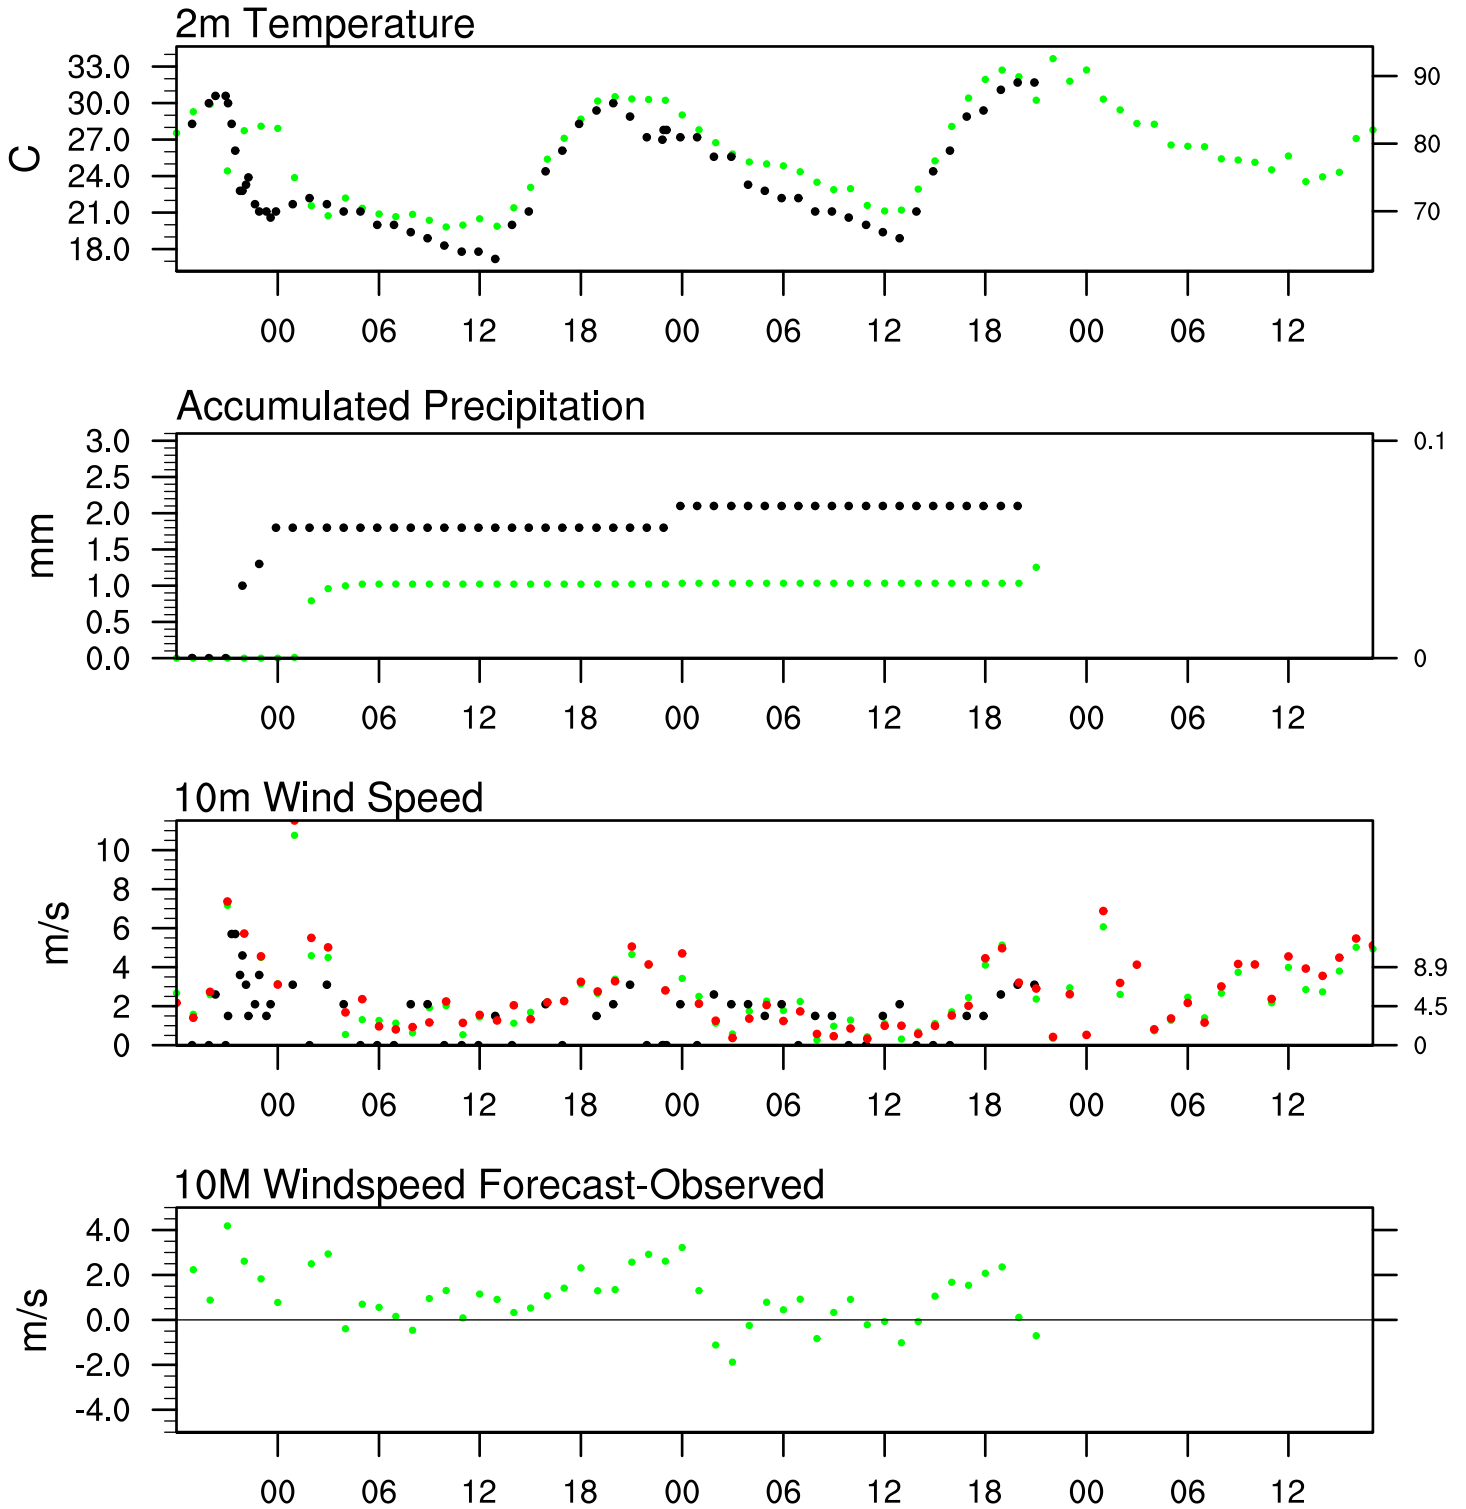 2m Temperature
33.0
30.0
27.0
24.0
21.0
18.0
C
90
80
70
00 06 12 18 00 06 12 18 00 06 12
Accumulated Precipitation
3.0
2.5
2.0
1.5
1.0
0.5
0.0
mm
0.1
0
00 06 12 18 00 06 12 18 00 06 12
10m Wind Speed
10
8
6
4
2
0
m/s
8.9
4.5
0
00 06 12 18 00 06 12 18 00 06 12
10M Windspeed Forecast-Observed
4.0
2.0
0.0
-2.0
-4.0
m/s
00 06 12 18 00 06 12 18 00 06 12